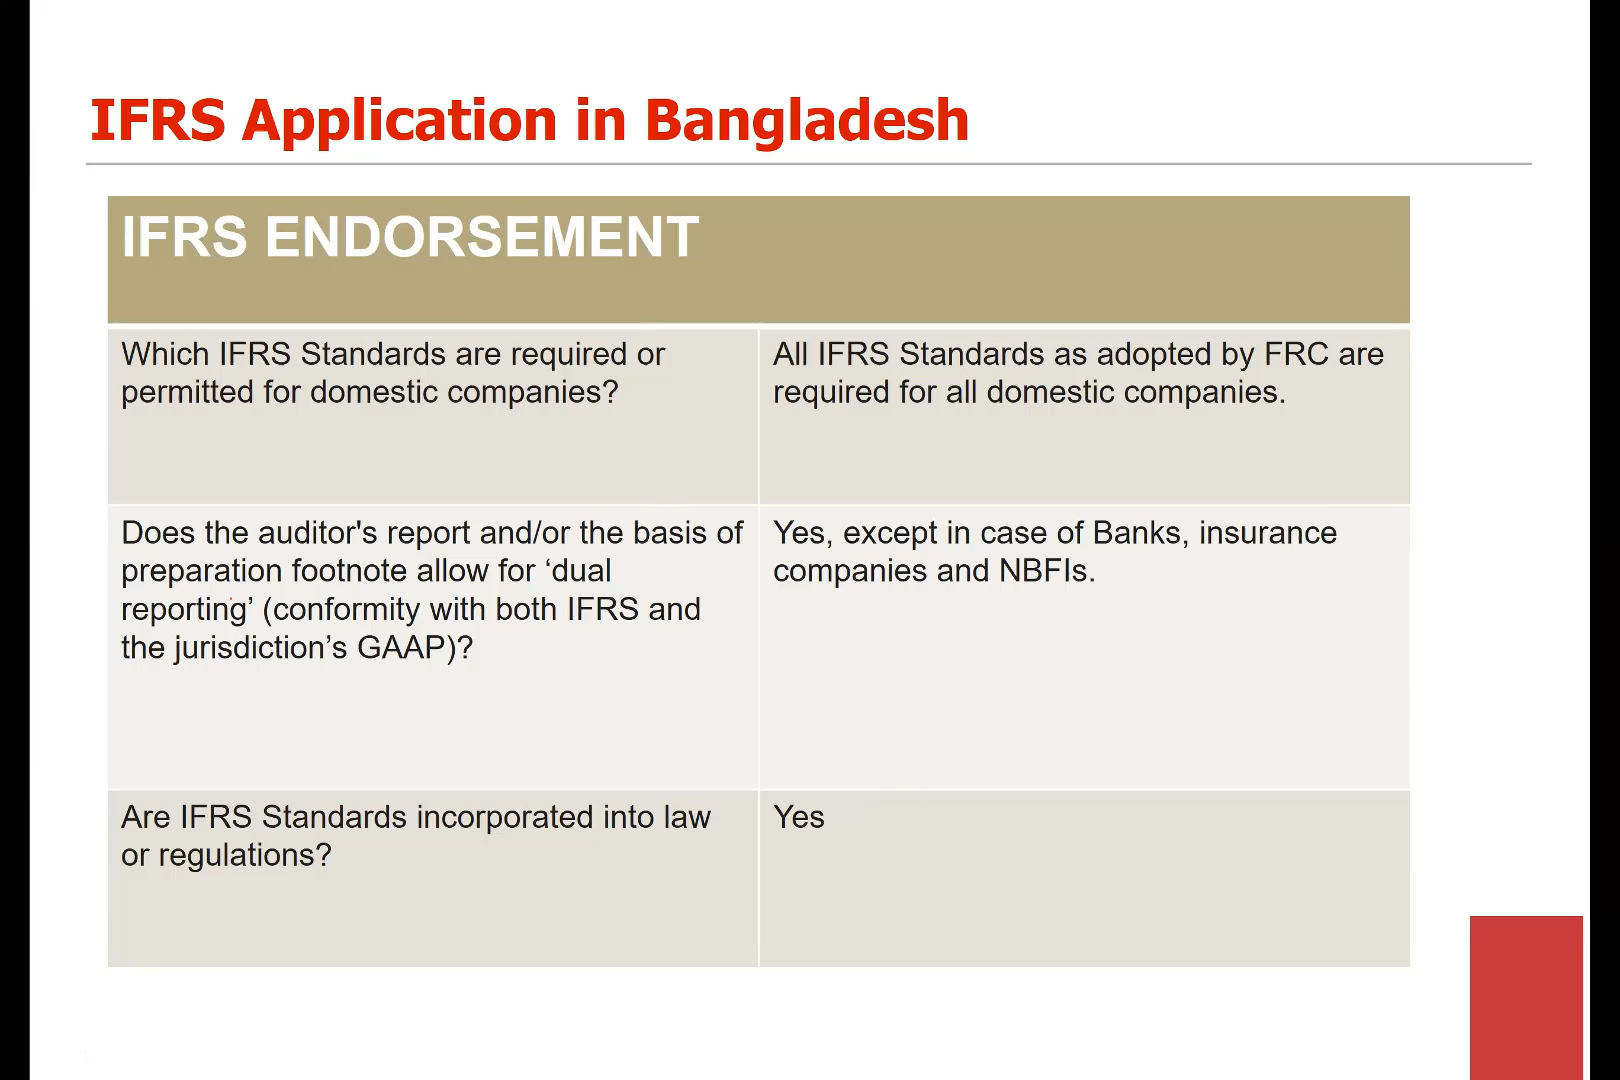 IFRS Application in Bangladesh
IFRS ENDORSEMENT
Which IFRS Standards are required or
permitted for domestic companies?
All IFRS Standards as adopted by FRC are
required for all domestic companies.
Does the auditor's report and/or the basis of
preparation footnote allow for ‘dual
reporting’ (conformity with both IFRS and
the jurisdiction’s GAAP)?
Yes, except in case of Banks, insurance
companies and NBFIs.
Are IFRS Standards incorporated into law
or regulations?
Yes